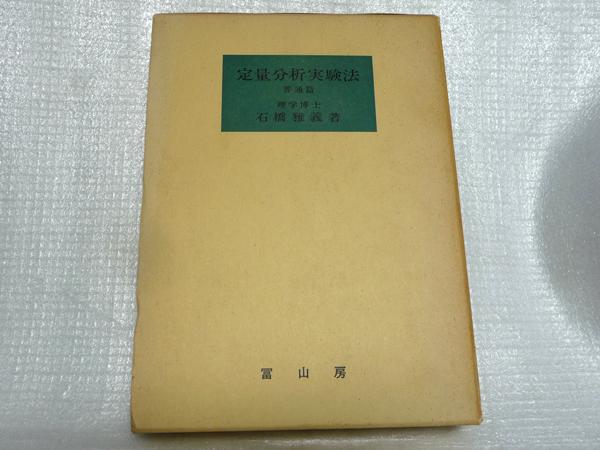 定量分析実験法
普通篇
理学博士
石橋雅義著
冨山房